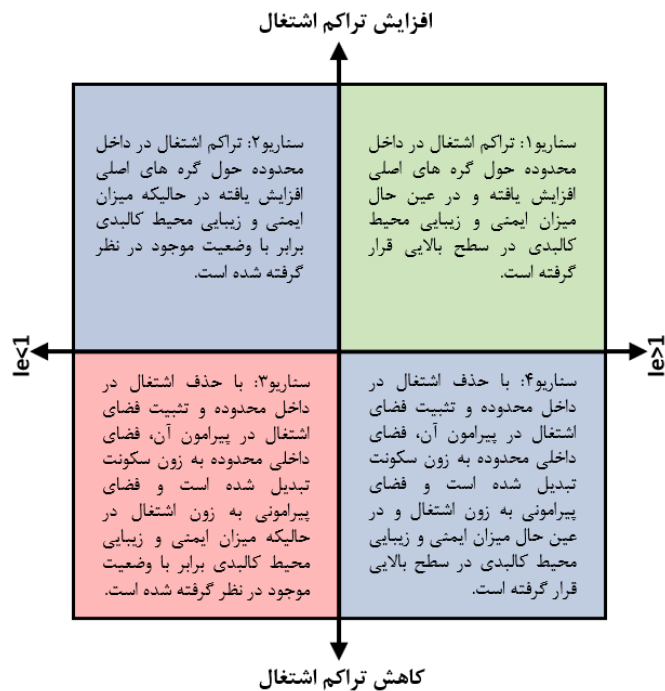 افزایش تراکم اشتغال
سناریو۱: تراکم اشتغال در داخل
محدوده حول گره های اصلی
افزایش یافته و در عین حال
میزان ایمنی و زیبایی محیط
کالبدی در سطح بالایی قرار
گرفته است.
سناریو۲: تراکم اشتغال در داخل
محدوده حول گره های اصلی
افزایش یافته در حالیکه میزان
ایمنی و زیبایی محیط کالبدی
برابر با وضعیت موجود در نظر
گرفته شده است.
Ie>1
Ie<1
سناریو۴: با حذف اشتغال در
داخل محدوده و تثبیت فضای
اشتغال در پیرامون آن، فضای
داخلی محدوده به زون سکونت
تبدیل شده است و فضای
پیرامونی به زون اشتغال و در
عین حال میزان ایمنی و زیبایی
محیط کالبدی در سطح بالایی
قرار گرفته است.
سناریو۳: با حذف اشتغال در
داخل محدوده و تثبیت فضای
اشتغال در پیرامون آن، فضای
داخلی محدوده به زون سکونت
تبدیل شده است و فضای
پیرامونی به زون اشتغال در
حالیکه میزان ایمنی و زیبایی
محیط کالبدی برابر با وضعیت
موجود در نظر گرفته شده است.
کاهش تراکم اشتغال